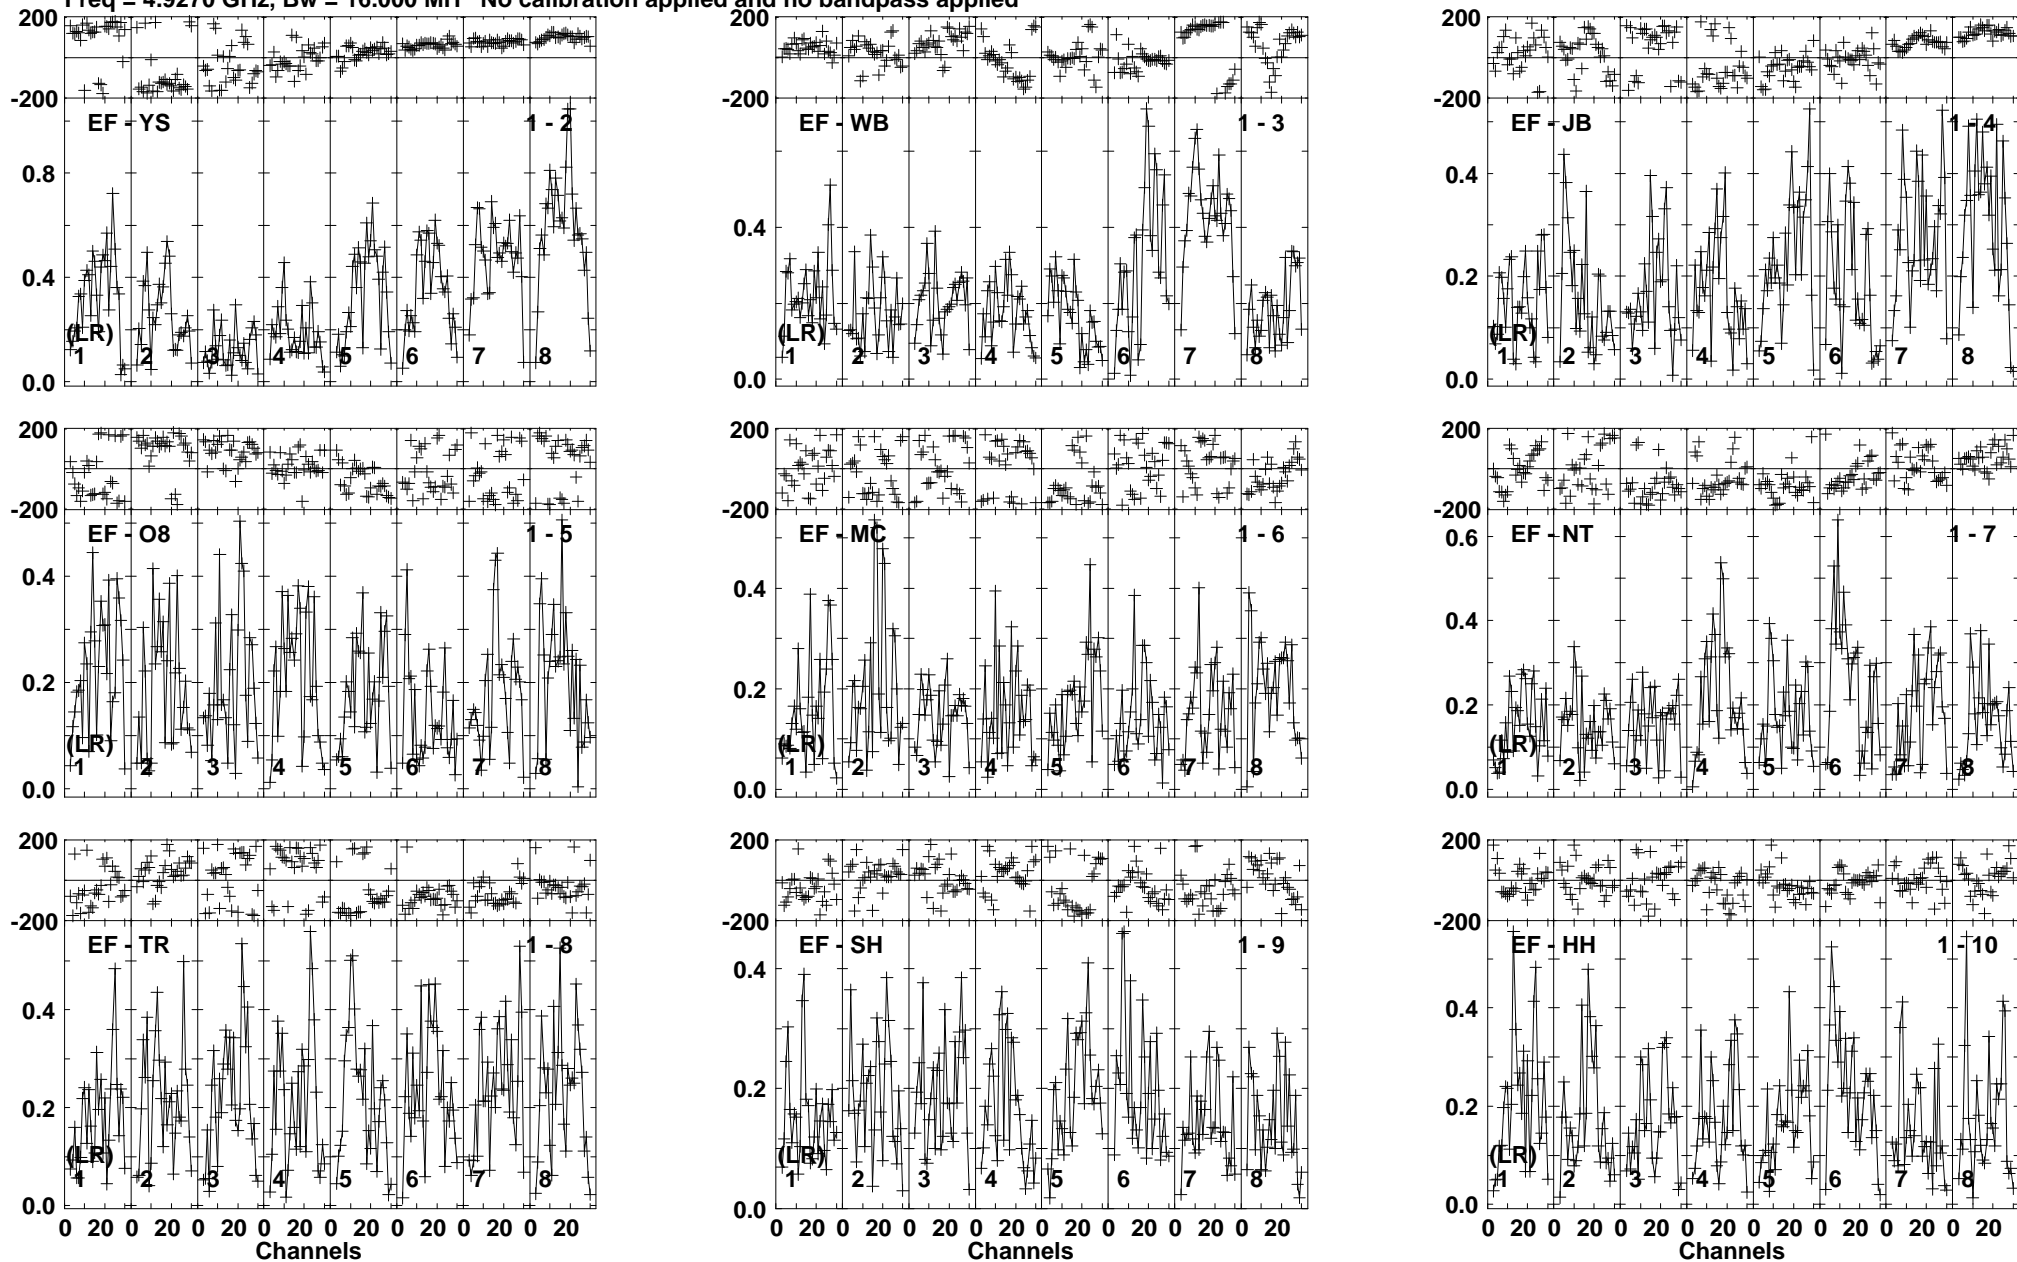 Freq = 4.9270 GHz, Bw = 16.000 MH No calibration applied and no bandpass applied
200 200 200
-200 -200 -200
EF - YS 1 - 2 EF - WB 1 - 3 EF - JB 1 - 4
0.8
0.4 0.4 0.4
0.2
(LR) (LR) (LR)
1 2 3 4 5 6 7 8 1 2 3 4 5 6 7 8 1 2 3 4 5 6 7 8
0.0 0.0 0.0
200 200 200
-200 -200 -200
EF - O8 1 - 5 EF - MC 1 - 6 EF - NT 1 - 7
0.6
0.4 0.4 0.4
0.2 0.2 0.2
(LR) (LR) (LR)
1 2 3 4 5 6 7 8 1 2 3 4 5 6 7 8 1 2 3 4 5 6 7 8
0.0 0.0 0.0
200 200 200
-200 -200 -200
EF - TR 1 - 8 EF - SH 1 - 9 EF - HH 1 - 10
0.4 0.4 0.4
0.2 0.2 0.2
(LR) (LR) (LR)
1 2 3 4 5 6 7 8 1 2 3 4 5 6 7 8 1 2 3 4 5 6 7 8
0.0 0.0 0.0
0 20 0 20 0 20 0 20 0 20 0 20 0 20 0 20 0 20 0 20 0 20 0 20 0 20 0 20 0 20 0 20 0 20 0 20 0 20 0 20 0 20 0 20 0 20 0 20
Channels Channels Channels